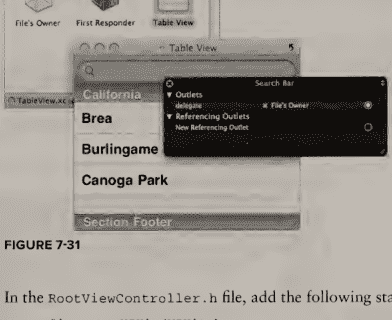 File's Owner First Responder Table View
Table View
California
Brea
Burlingame
Canoga Park
Section Footer
TableView.xc
Search Bar
Outlets
delegate File's Owner
Referencing Outlets
New Referencing Outlet
FIGURE 7-31
In the RootViewController.h file, add the following sta